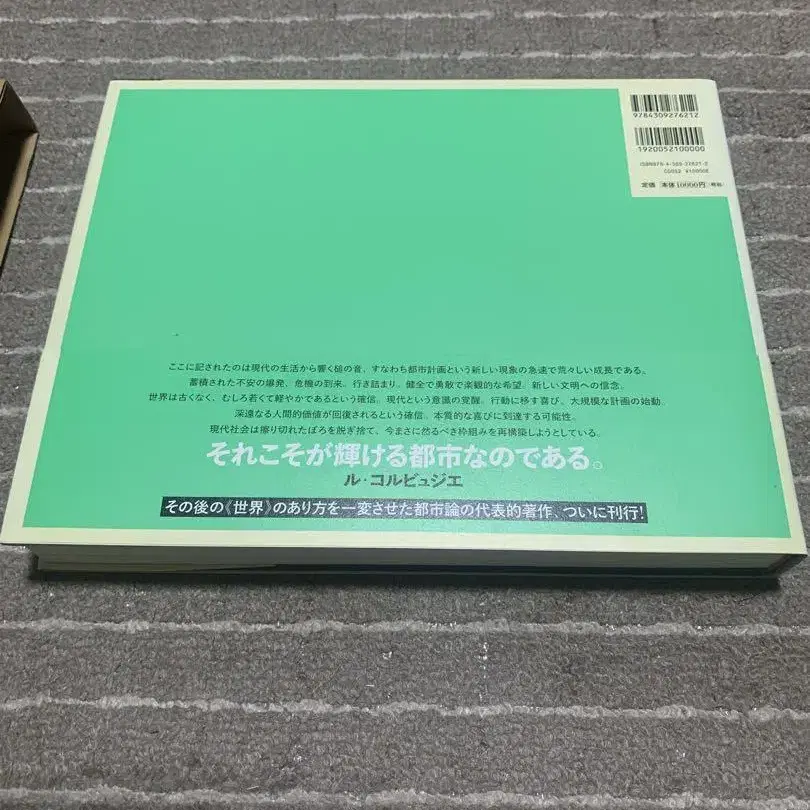 9784309276212
1920052100000
ISBN978-4-309-27621-2
C0052 ¥10000E
定価 本体10000円(税別)
ここに記されたのは現代の生活から響く槌の音、すなわち都市計画という新しい現象の急速で荒々しい成長である。
蓄積された不安の爆発、危機の到来。行き詰まり。健全で勇敢で楽観的な希望。新しい文明への信念。
世界は古くなく、むしろ若くて軽やかであるという確信。現代という意識の覚醒。行動に移す喜び、大規模な計画の始動。
深遠なる人間的価値が回復されるという確信。本質的な喜びに到達する可能性。
現代社会は擦り切れたぼろを脱ぎ捨て、今まさに然るべき枠組みを再構築しようとしている。
それこそが輝ける都市なのである。
ル・コルビュジエ
その後の《世界》のあり方を一変させた都市論の代表的著作、ついに刊行!